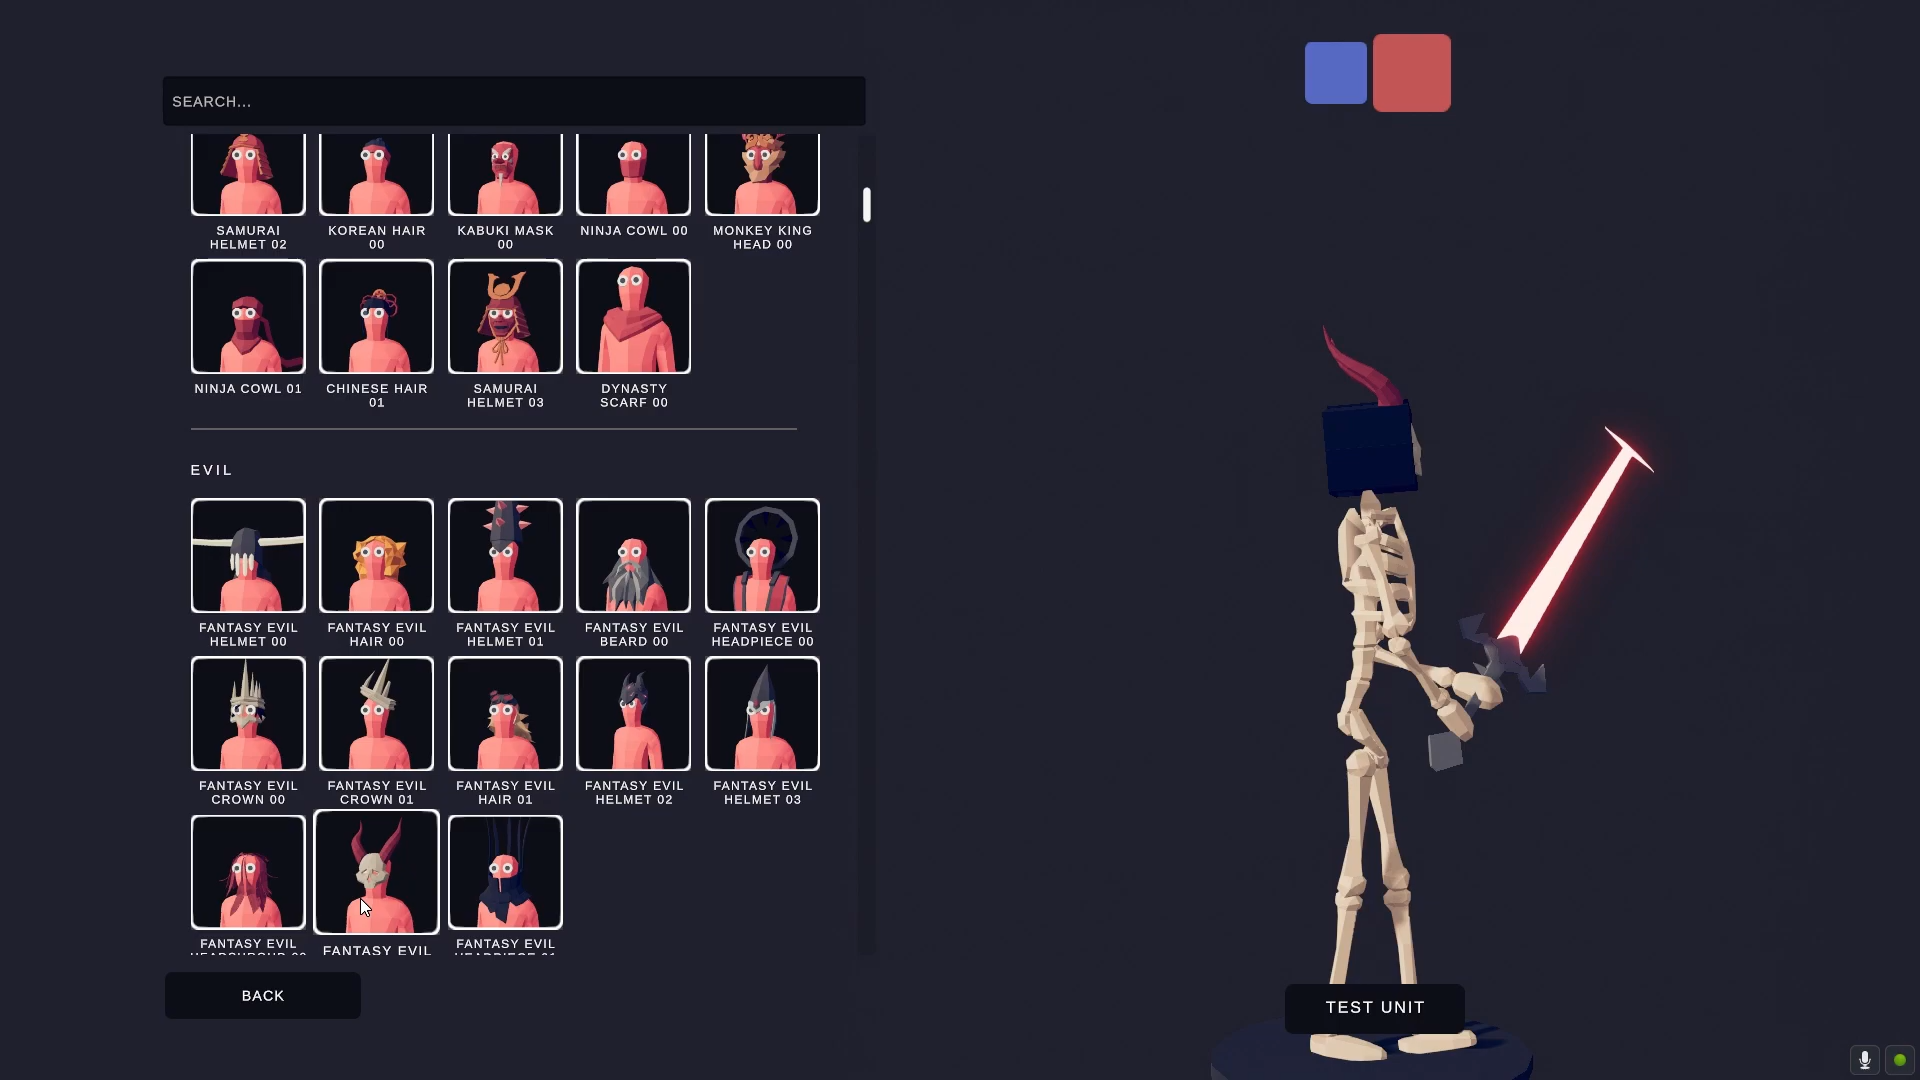 SEARCH...
SAMURAI
HELMET 02
KOREAN HAIR
00
KABUKI MASK
00
NINJA COWL 00
MONKEY KING
HEAD 00
NINJA COWL 01
CHINESE HAIR
01
SAMURAI
HELMET 03
DYNASTY
SCARF 00
EVIL
FANTASY EVIL
HELMET 00
FANTASY EVIL
HAIR 00
FANTASY EVIL
HELMET 01
FANTASY EVIL
BEARD 00
FANTASY EVIL
HEADPIECE 00
FANTASY EVIL
CROWN 00
FANTASY EVIL
CROWN 01
FANTASY EVIL
HAIR 01
FANTASY EVIL
HELMET 02
FANTASY EVIL
HELMET 03
FANTASY EVIL
FANTASY EVIL
FANTASY EVIL
HEADPIECE 01
BACK
TEST UNIT